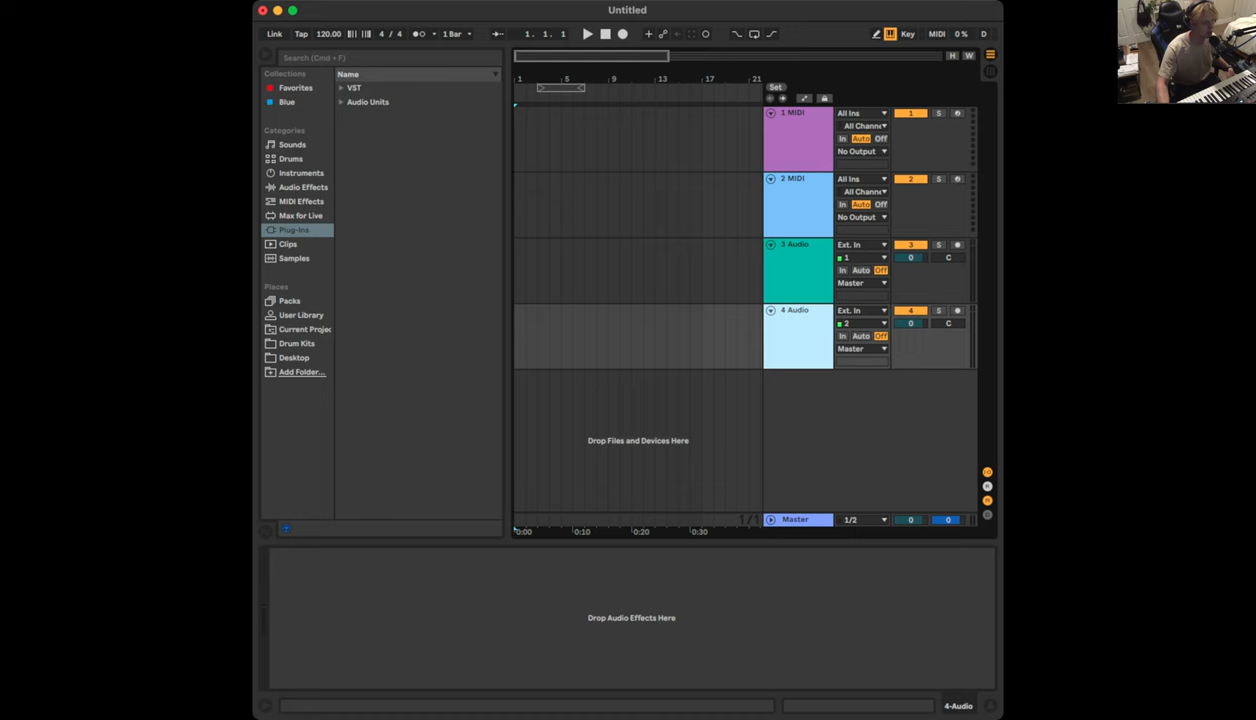 Untitled
Link Tap 120.00 4 / 4 1 Bar 1. 1. 1 Key MIDI 0 % D
Search (Cmd + F)
Collections
Favorites
Blue
Categories
Sounds
Drums
Instruments
Audio Effects
MIDI Effects
Max for Live
Plug-Ins
Clips
Samples
Places
Packs
User Library
Current Projec
Drum Kits
Desktop
Add Folder...
Name
VST
Audio Units
H W
1 5 9 13 17 21
Set
1 MIDI All Ins 1 S
All Channe
In Auto Off
No Output
2 MIDI All Ins 2 S
All Channe
In Auto Off
No Output
3 Audio Ext. In 3 S
1 0 C
In Auto Off
Master
4 Audio Ext. In 4 S
2 0 C
In Auto Off
Master
Drop Files and Devices Here
1/1
Master 1/2 0 0
0:00 0:10 0:20 0:30
Drop Audio Effects Here
4-Audio